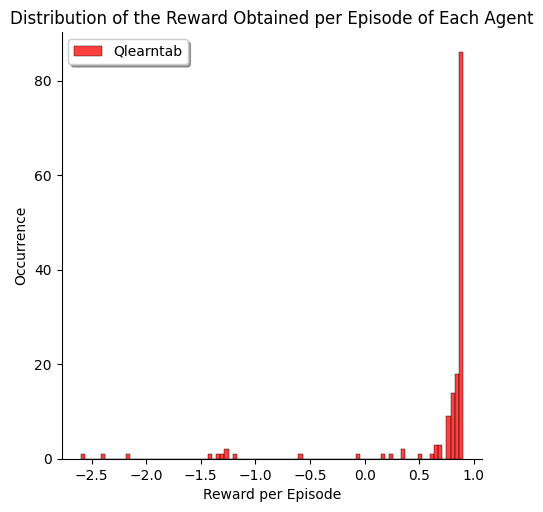 Distribution of the Reward Obtained per Episode of Each Agent
Qlearntab
Occurrence
80
60
40
20
0
−2.5 −2.0 −1.5 −1.0 −0.5 0.0 0.5 1.0
Reward per Episode